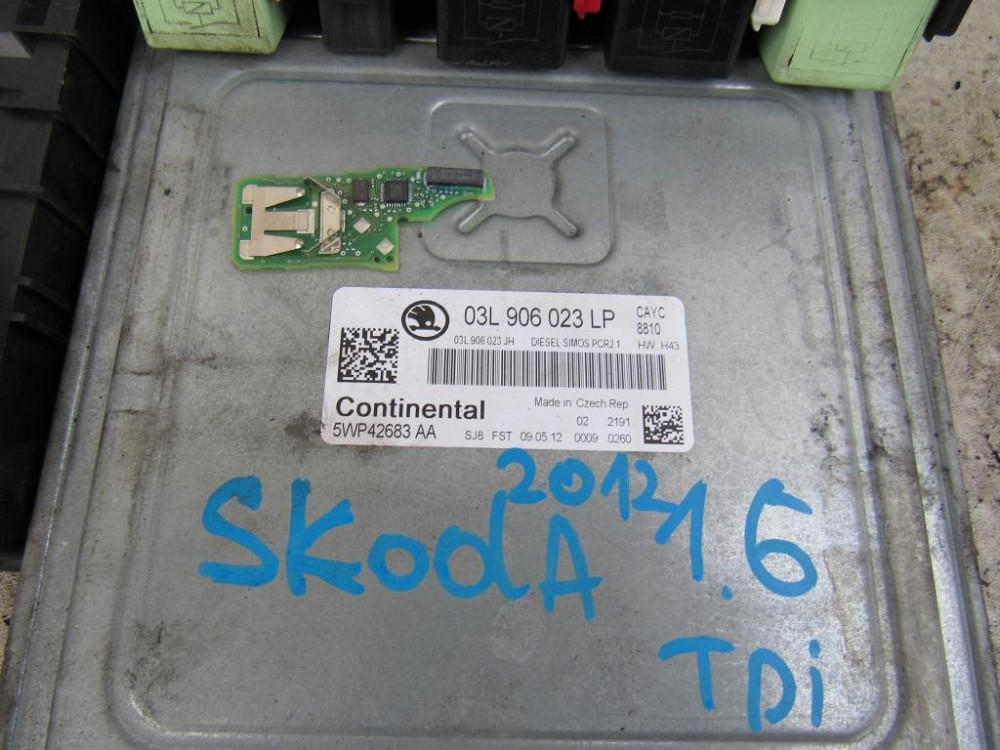 03L 906 023 LP
CAYC
8810
03L 906 023 JH DIESEL SIMOS PCR2.1 HW H43
Continental
Made in Czech Rep
02 2191
5WP42683 AA
SJ8 FST 09 05 12 0009 0260
SKodA 2012 1.6
TDi